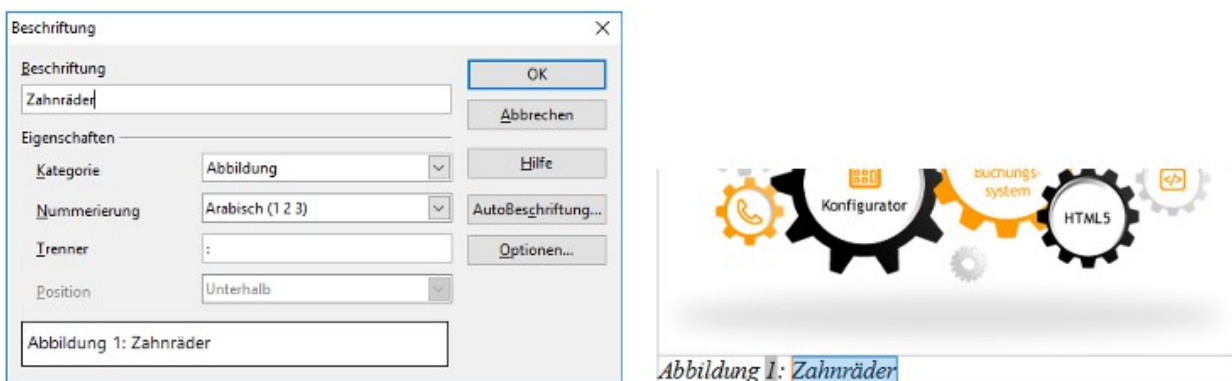 Beschriftung
Beschriftung
Zahnräder
OK
Abbrechen
Eigenschaften
Kategorie
Abbildung
Hilfe
Nummerierung
Arabisch (1 2 3)
AutoBeschriftung...
Trenner
:
Optionen...
Position
Unterhalb
Abbildung 1: Zahnräder
Konfigurator
Buchungs-
system
HTML5
</>
Abbildung 1: Zahnräder